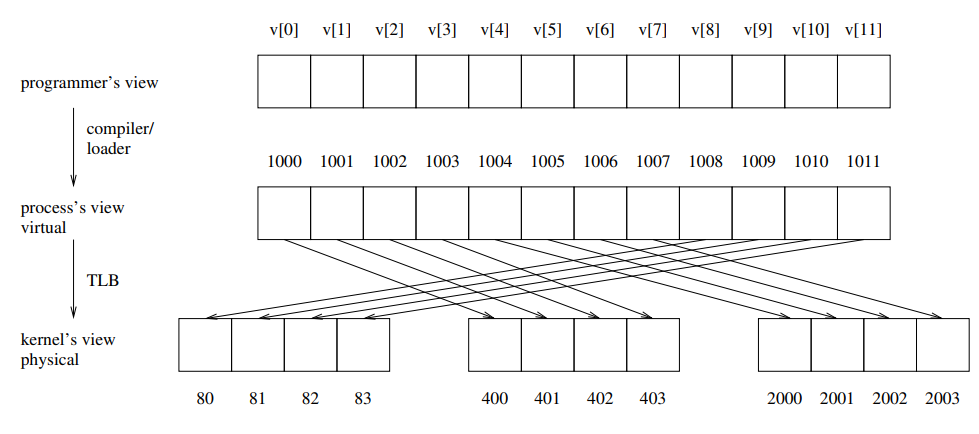 v[0] v[1] v[2] v[3] v[4] v[5] v[6] v[7] v[8] v[9] v[10] v[11]
programmer's view
compiler/
loader
1000 1001 1002 1003 1004 1005 1006 1007 1008 1009 1010 1011
process's view
virtual
TLB
kernel's view
physical
80 81 82 83 400 401 402 403 2000 2001 2002 2003